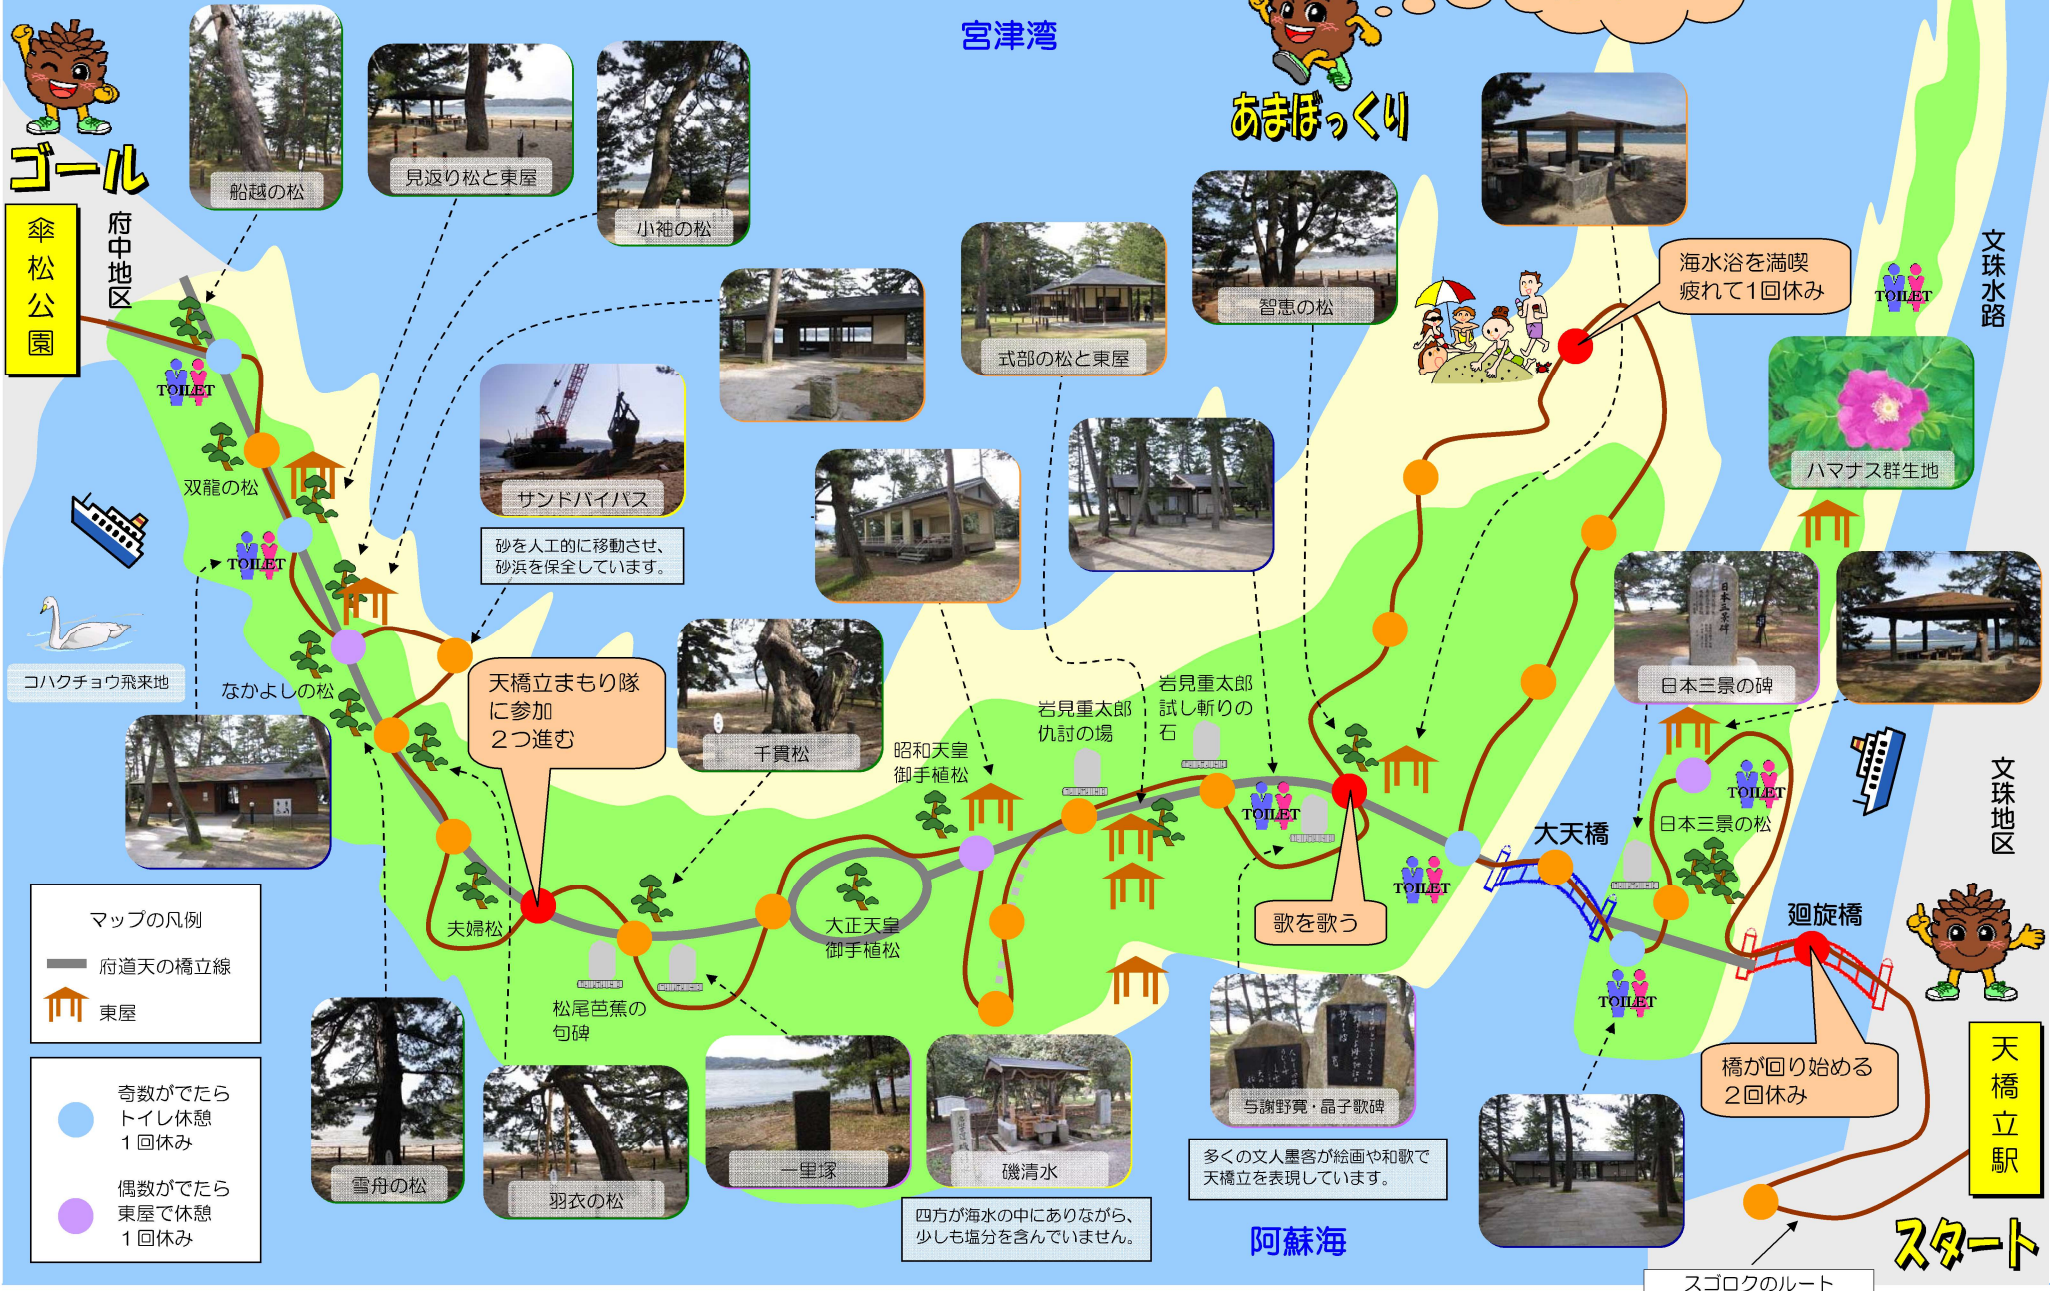 宮津湾
あまぼっくり
ゴール
傘松公園
府中地区
船越の松
見返り松と東屋
小袖の松
式部の松と東屋
智恵の松
海水浴を満喫
疲れて1回休み
文珠水路
TOILET
ハマナス群生地
TOILET
双龍の松
サンドバイパス
砂を人工的に移動させ、
砂浜を保全しています。
TOILET
コハクチョウ飛来地
なかよしの松
天橋立まもり隊
に参加
2つ進む
千貫松
昭和天皇
御手植松
岩見重太郎
仇討の場
岩見重太郎
試し斬りの
石
TOILET
日本三景碑
日本三景の碑
TOILET
日本三景の松
文珠地区
大天橋
TOILET
廻旋橋
歌を歌う
夫婦松
大正天皇
御手植松
松尾芭蕉の
句碑
TOILET
マップの凡例
府道天の橋立線
東屋
奇数がでたら
トイレ休憩
1回休み
偶数がでたら
東屋で休憩
1回休み
雪舟の松
羽衣の松
一里塚
磯清水
四方が海水の中にありながら、
少しも塩分を含んでいません。
与謝野寛・晶子歌碑
多くの文人墨客が絵画や和歌で
天橋立を表現しています。
橋が回り始める
2回休み
天橋立駅
阿蘇海
スタート
スゴロクのルート